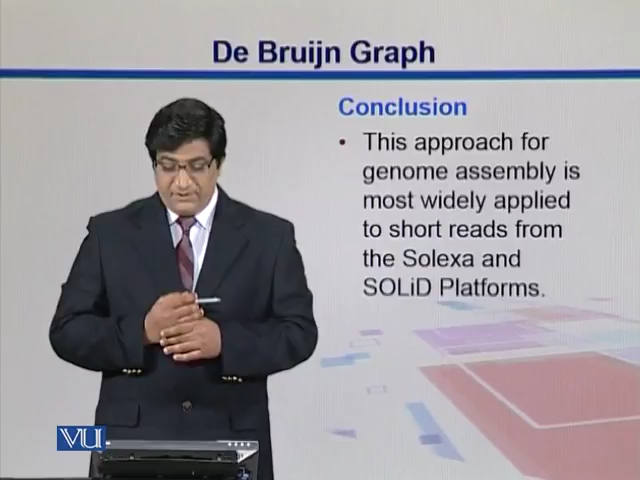 De Bruijn Graph
Conclusion
• This approach for
genome assembly is
most widely applied
to short reads from
the Solexa and
SOLiD Platforms.
VU